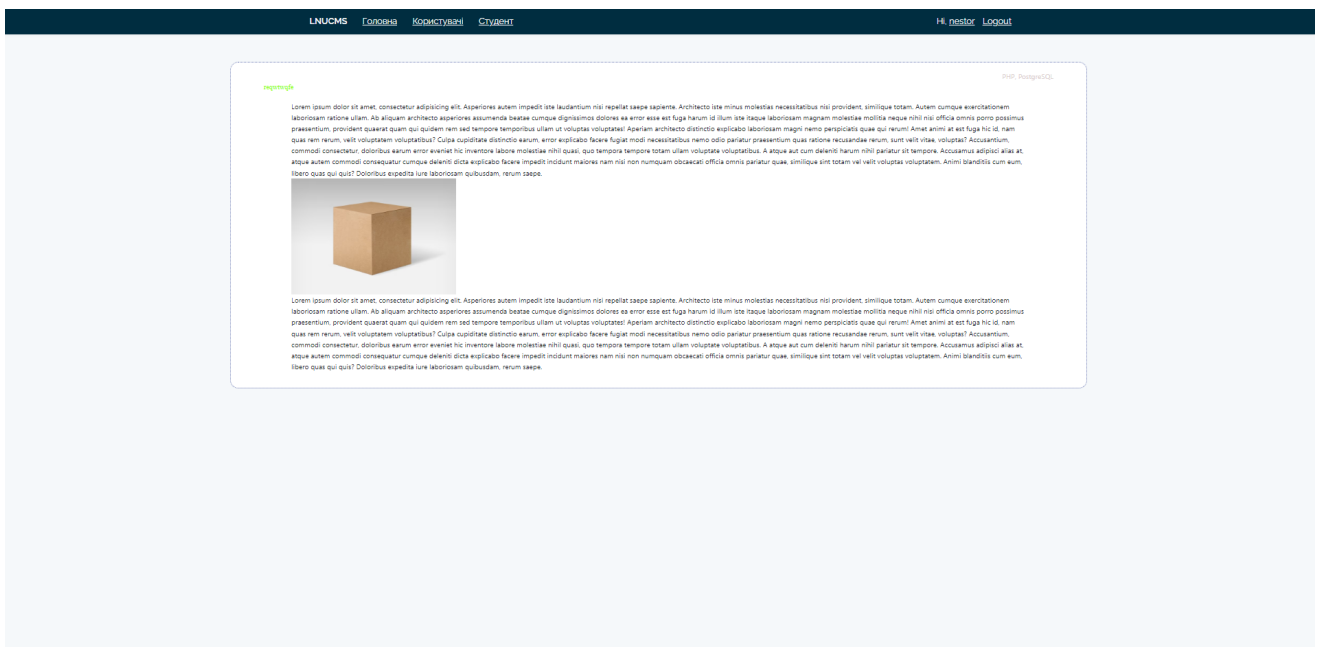 LNUCMS Головна Користувачі Студент Hi, nestor Logout
PHP, PostgreSQL
Lorem ipsum dolor sit amet, consectetur adipisicing elit. Asperiores autem impedit iste laudantium nisi repellat saepe sapiente. Architecto iste minus molestias necessitatibus nisi provident, similique totam. Autem cumque exercitationem
laboriosam ratione ullam. Ab aliquam architecto asperiores assumenda beatae cumque dignissimos dolores ea error esse est fuga harum id illum iste itaque laboriosam magnam molestiae mollitia neque nihil nisi officia omnis porro possimus
praesentium, provident quaerat quam qui quidem rem sed tempore temporibus ullam ut voluptas voluptates! Aperiam architecto distinctio explicabo laboriosam magni nemo perspiciatis quae qui rerum! Amet animi at est fuga hic id, nam
quas rem rerum, velit voluptatem voluptatibus? Culpa cupiditate distinctio earum, error explicabo facere fugiat modi necessitatibus nemo odio pariatur praesentium quas ratione recusandae rerum, sunt velit vitae, voluptas? Accusantium,
commodi consectetur, doloribus earum error eveniet hic inventore labore molestiae nihil quasi, quo tempora tempore totam ullam voluptate voluptatibus. A atque aut cum deleniti harum nihil pariatur sit tempore. Accusamus adipisci alias at,
atque autem commodi consequatur cumque deleniti dicta explicabo facere impedit incidunt maiores nam nisi non numquam obcaecati officia omnis pariatur quae, similique sint totam vel velit voluptas voluptatem. Animi blanditiis cum eum,
libero quas qui quis? Doloribus expedita iure laboriosam quibusdam, rerum saepe.
Lorem ipsum dolor sit amet, consectetur adipisicing elit. Asperiores autem impedit iste laudantium nisi repellat saepe sapiente. Architecto iste minus molestias necessitatibus nisi provident, similique totam. Autem cumque exercitationem
laboriosam ratione ullam. Ab aliquam architecto asperiores assumenda beatae cumque dignissimos dolores ea error esse est fuga harum id illum iste itaque laboriosam magnam molestiae mollitia neque nihil nisi officia omnis porro possimus
praesentium, provident quaerat quam qui quidem rem sed tempore temporibus ullam ut voluptas voluptates! Aperiam architecto distinctio explicabo laboriosam magni nemo perspiciatis quae qui rerum! Amet animi at est fuga hic id, nam
quas rem rerum, velit voluptatem voluptatibus? Culpa cupiditate distinctio earum, error explicabo facere fugiat modi necessitatibus nemo odio pariatur praesentium quas ratione recusandae rerum, sunt velit vitae, voluptas? Accusantium,
commodi consectetur, doloribus earum error eveniet hic inventore labore molestiae nihil quasi, quo tempora tempore totam ullam voluptate voluptatibus. A atque aut cum deleniti harum nihil pariatur sit tempore. Accusamus adipisci alias at,
atque autem commodi consequatur cumque deleniti dicta explicabo facere impedit incidunt maiores nam nisi non numquam obcaecati officia omnis pariatur quae, similique sint totam vel velit voluptas voluptatem. Animi blanditiis cum eum,
libero quas qui quis? Doloribus expedita iure laboriosam quibusdam, rerum saepe.